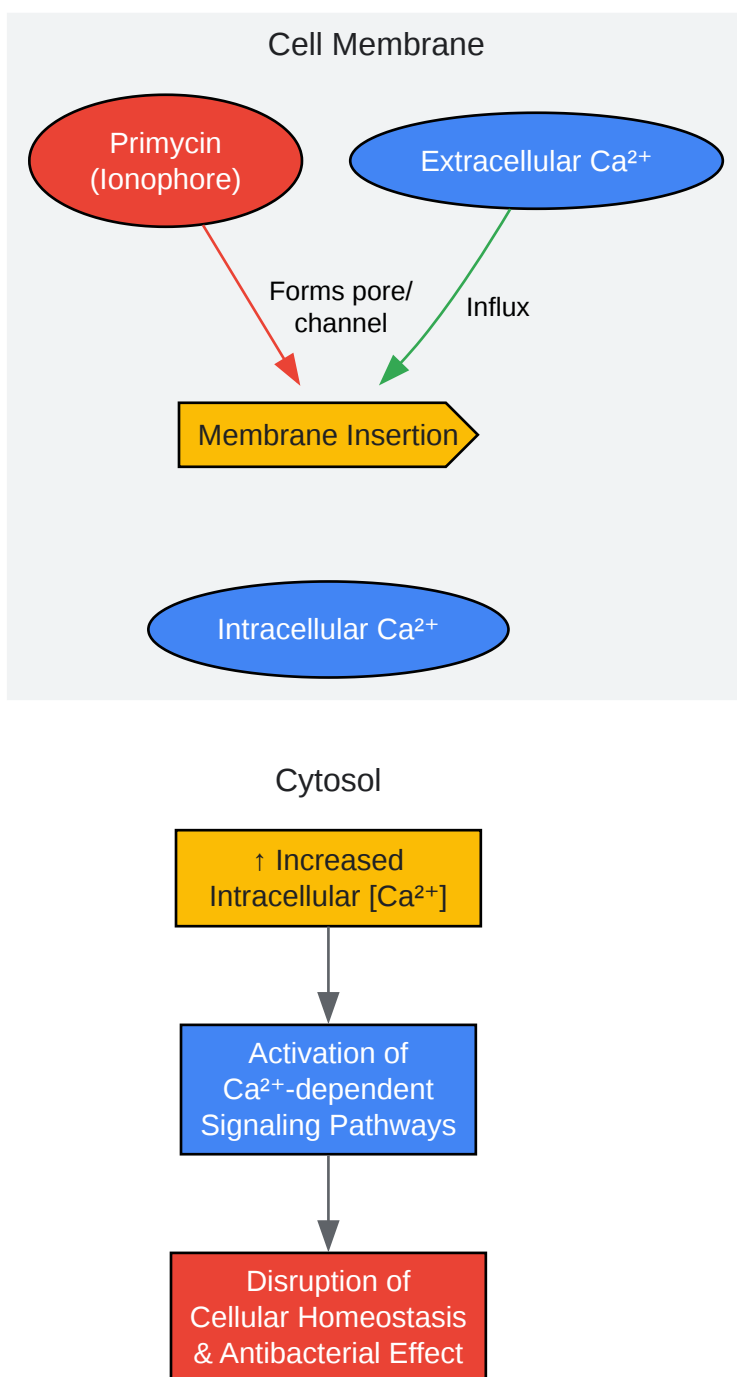 Cell Membrane
Primycin
(Ionophore)
Extracellular Ca²⁺
Forms pore/
channel
Influx
Membrane Insertion
Intracellular Ca²⁺
Cytosol
↑ Increased
Intracellular [Ca²⁺]
Activation of
Ca²⁺-dependent
Signaling Pathways
Disruption of
Cellular Homeostasis
& Antibacterial Effect